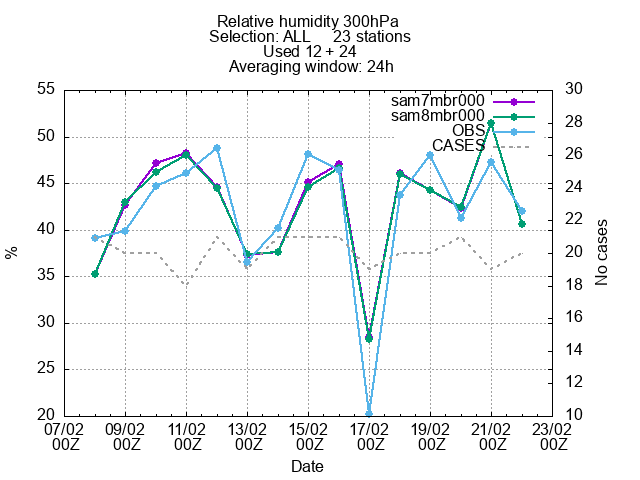 Relative humidity 300hPa
Selection: ALL 23 stations
Used 12 + 24
Averaging window: 24h
55
50
45
40
35
30
25
20
%
30
28
26
24
22
20
18
16
14
12
10
No cases
sam7mbr000
sam8mbr000
OBS
CASES
07/02 09/02 11/02 13/02 15/02 17/02 19/02 21/02 23/02
00Z 00Z 00Z 00Z 00Z 00Z 00Z 00Z 00Z
Date